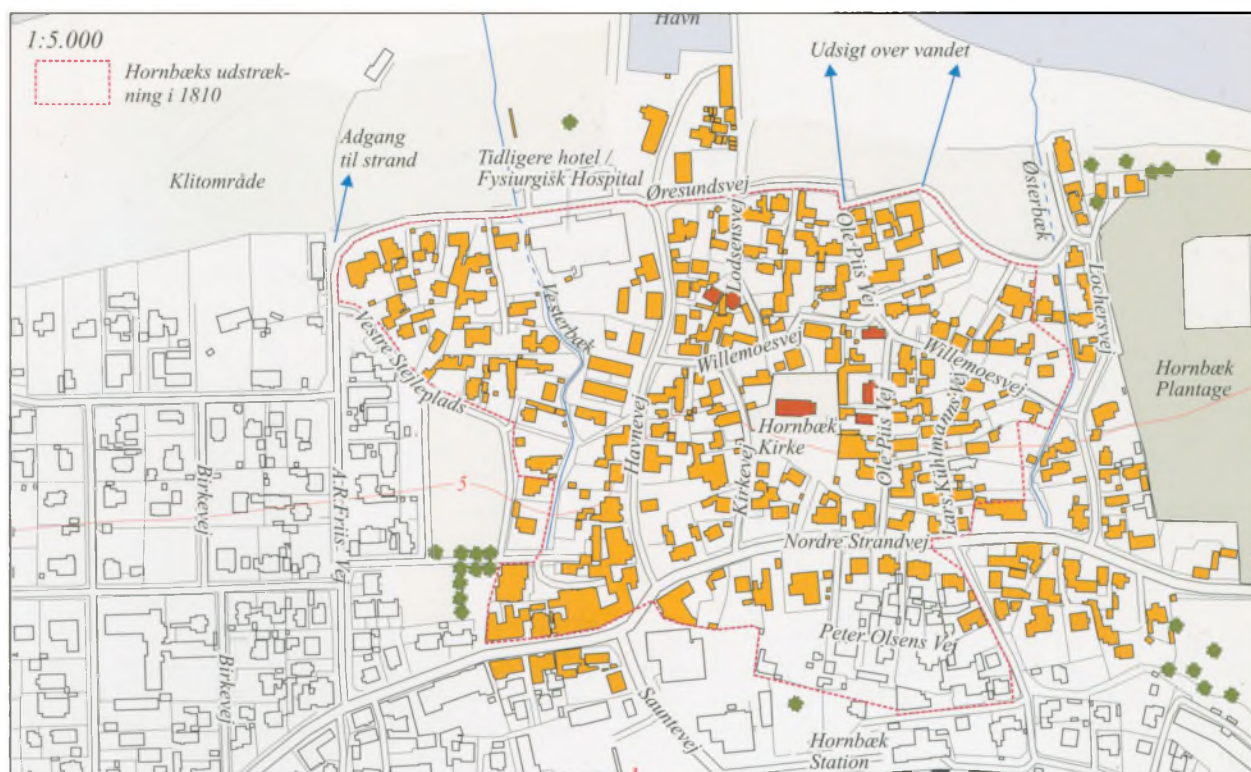 Havn
1:5.000
Hornbæks udstræk-
ning i 1810
Udsigt over vandet
Adgang
til strand
Klitområde
Tidligere hotel /
Fysiurgisk Hospital
Øresundsvej
Lodsensvej
Ole Piis Vej
Østerbæk
Lochersvej
Vesterbæk
Vestre Stejleplads
Willemoesvej
Willemoesvej
Hornbæk
Plantage
Havnevej
Hornbæk
Kirke
Kirkevej
Ole Piis Vej
Lars Kuhlmanns Vej
Birkevej
A.R.Friis- Vej
5
Nordre Strandvej
Peter Olsens Vej
Birkevej
Sauntevej
Hornbæk
Station